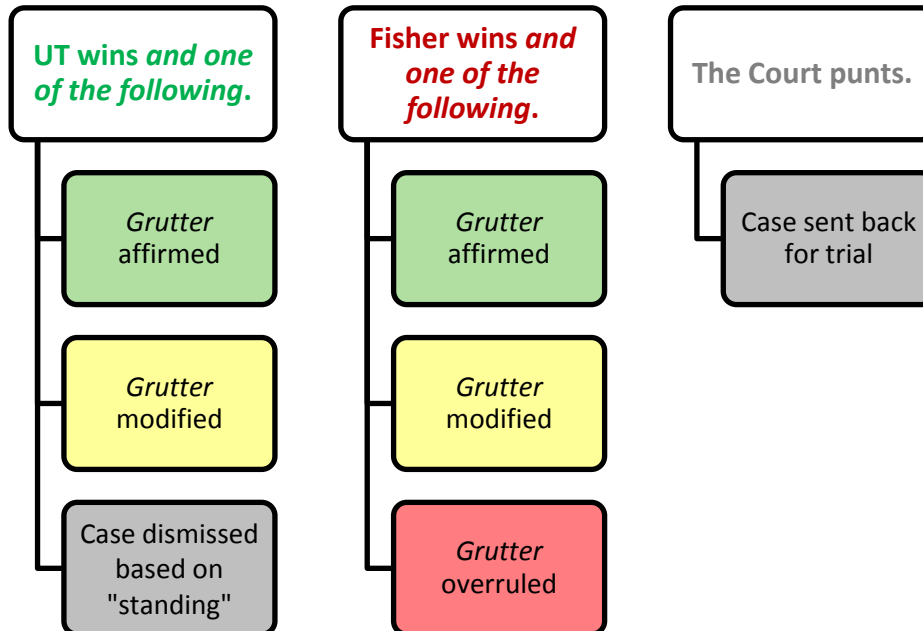 UT wins and one
of the following.
Grutter
affirmed
Grutter
modified
Case dismissed
based on
"standing"
Fisher wins and
one of the
following.
Grutter
affirmed
Grutter
modified
Grutter
overruled
The Court punts.
Case sent back
for trial